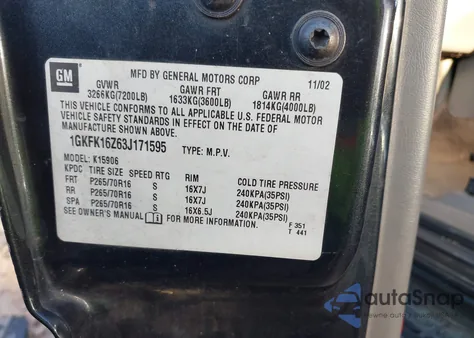 GM
MFD BY GENERAL MOTORS CORP 11/02
GVWR GAWR FRT GAWR RR
3266KG(7200LB) 1633KG(3600LB) 1814KG(4000LB)
THIS VEHICLE CONFORMS TO ALL APPLICABLE U.S. FEDERAL MOTOR
VEHICLE SAFETY STANDARDS IN EFFECT ON THE DATE OF
MANUFACTURE SHOWN ABOVE.
1GKFK16Z63J171595 TYPE: M.P.V.
MODEL: K15906
KPDC TIRE SIZE SPEED RTG RIM COLD TIRE PRESSURE
FRT P265/70R16 S 16X7J 240KPA(35PSI)
RR P265/70R16 S 16X7J 240KPA(35PSI)
SPA P265/70R16 S 16X6.5J 240KPA(35PSI)
SEE OWNER'S MANUAL FOR MORE INFORMATION.
F 351
T 441
autoSnap